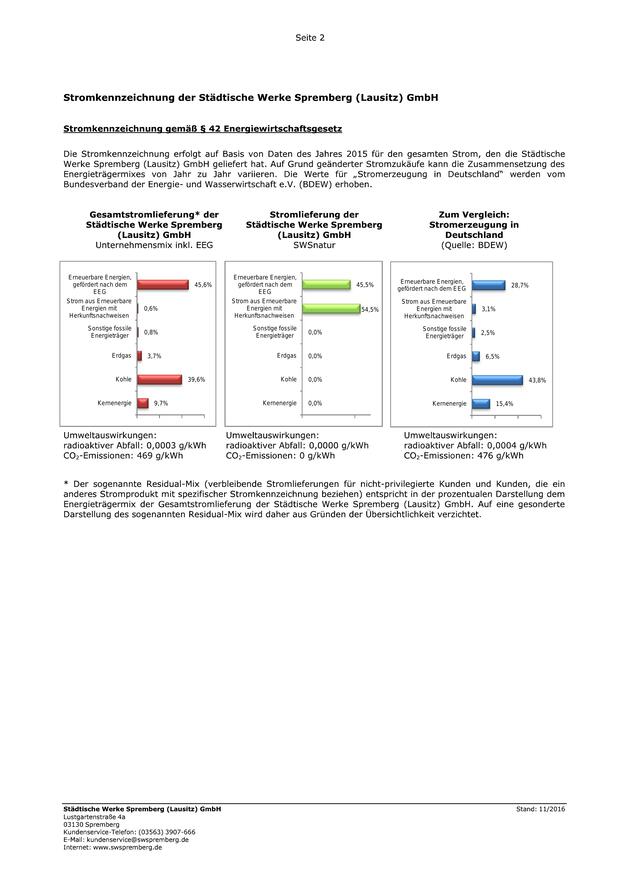 Seite 2
Stromkennzeichnung der Städtische Werke Spremberg (Lausitz) GmbH
Stromkennzeichnung gemäß § 42 Energiewirtschaftsgesetz
Die Stromkennzeichnung erfolgt auf Basis von Daten des Jahres 2015 für den gesamten Strom, den die Städtische
Werke Spremberg (Lausitz) GmbH geliefert hat. Auf Grund geänderter Stromzukäufe kann die Zusammensetzung des
Energieträgermixes von Jahr zu Jahr variieren. Die Werte für „Stromerzeugung in Deutschland" werden vom
Bundesverband der Energie- und Wasserwirtschaft e.V. (BDEW) erhoben.
Gesamtstromlieferung* der
Städtische Werke Spremberg
(Lausitz) GmbH
Unternehmensmix inkl. EEG
Erneuerbare Energien,
gefördert nach dem
EEG
45,6%
Strom aus Erneuerbare
Energien mit
Herkunftsnachweisen
0,6%
Sonstige fossile
Energieträger
0,8%
Erdgas
3,7%
Kohle
39,6%
Kernenergie
9,7%
Umweltauswirkungen:
radioaktiver Abfall: 0,0003 g/kWh
CO₂-Emissionen: 469 g/kWh
Stromlieferung der
Städtische Werke Spremberg
(Lausitz) GmbH
SWSnatur
Erneuerbare Energien,
gefördert nach dem EEG
45,5%
Strom aus Erneuerbare
Energien mit
Herkunftsnachweisen
54,5%
Sonstige fossile
Energieträger
0,0%
Erdgas
0,0%
Kohle
0,0%
Kernenergie
0,0%
Umweltauswirkungen:
radioaktiver Abfall: 0,0000 g/kWh
CO₂-Emissionen: 0 g/kWh
Zum Vergleich:
Stromerzeugung in
Deutschland
(Quelle: BDEW)
Erneuerbare Energien,
gefördert nach dem EEG
28,7%
Strom aus Erneuerbare
Energien mit
Herkunftsnachweisen
3,1%
Sonstige fossile
Energieträger
2,5%
Erdgas
6,5%
Kohle
43,8%
Kernenergie
15,4%
Umweltauswirkungen:
radioaktiver Abfall: 0,0004 g/kWh
CO₂-Emissionen: 476 g/kWh
* Der sogenannte Residual-Mix (verbleibende Stromlieferungen für nicht-privilegierte Kunden und Kunden, die ein
anderes Stromprodukt mit spezifischer Stromkennzeichnung beziehen) entspricht in der prozentualen Darstellung dem
Energieträgermix der Gesamtstromlieferung der Städtische Werke Spremberg (Lausitz) GmbH. Auf eine gesonderte
Darstellung des sogenannten Residual-Mix wird daher aus Gründen der Übersichtlichkeit verzichtet.
Städtische Werke Spremberg (Lausitz) GmbH
Lustgartenstraße 4a
03130 Spremberg
Kundenservice-Telefon: (03563) 3907-666
E-Mail: kundenservice@swspremberg.de
Internet: www.swspremberg.de
Stand: 11/2016